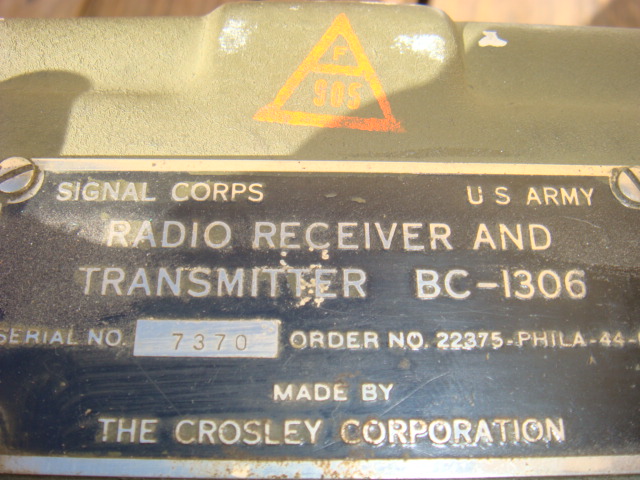 F
SIGNAL CORPS U S ARMY
RADIO RECEIVER AND
TRANSMITTER BC-1306
SERIAL NO. 7370 ORDER NO. 22375-PHILA-44-
MADE BY
THE CROSLEY CORPORATION